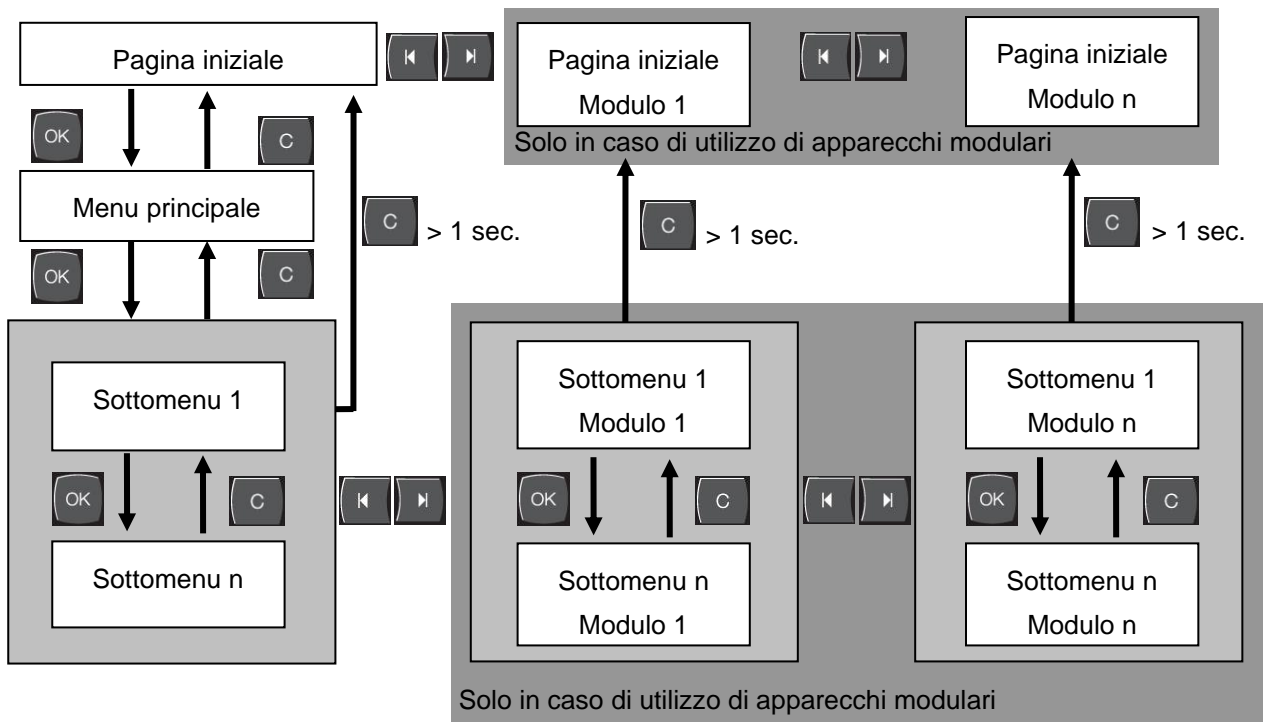 Pagina iniziale
Pagina iniziale
Modulo 1
Pagina iniziale
Modulo n
Solo in caso di utilizzo di apparecchi modulari
OK
C
Menu principale
C
> 1 sec.
C
> 1 sec.
C
> 1 sec.
OK
C
Sottomenu 1
Sottomenu 1
Modulo 1
Sottomenu 1
Modulo n
OK
C
OK
C
OK
C
Sottomenu n
Sottomenu n
Modulo 1
Sottomenu n
Modulo n
Solo in caso di utilizzo di apparecchi modulari